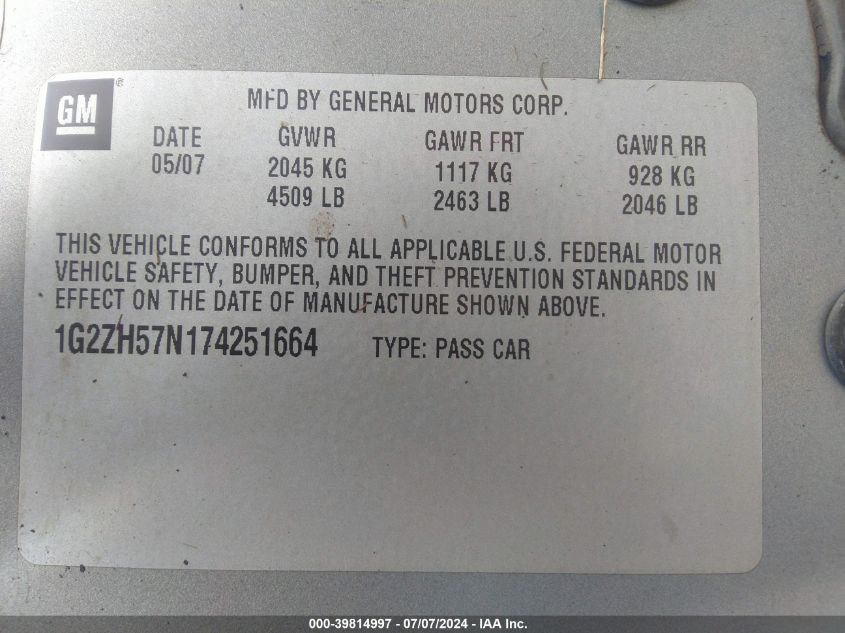 GM ®
MFD BY GENERAL MOTORS CORP.
DATE GVWR GAWR FRT GAWR RR
05/07 2045 KG 1117 KG 928 KG
4509 LB 2463 LB 2046 LB
THIS VEHICLE CONFORMS TO ALL APPLICABLE U.S. FEDERAL MOTOR
VEHICLE SAFETY, BUMPER, AND THEFT PREVENTION STANDARDS IN
EFFECT ON THE DATE OF MANUFACTURE SHOWN ABOVE.
1G2ZH57N174251664 TYPE: PASS CAR
000-39814997 - 07/07/2024 - IAA Inc.